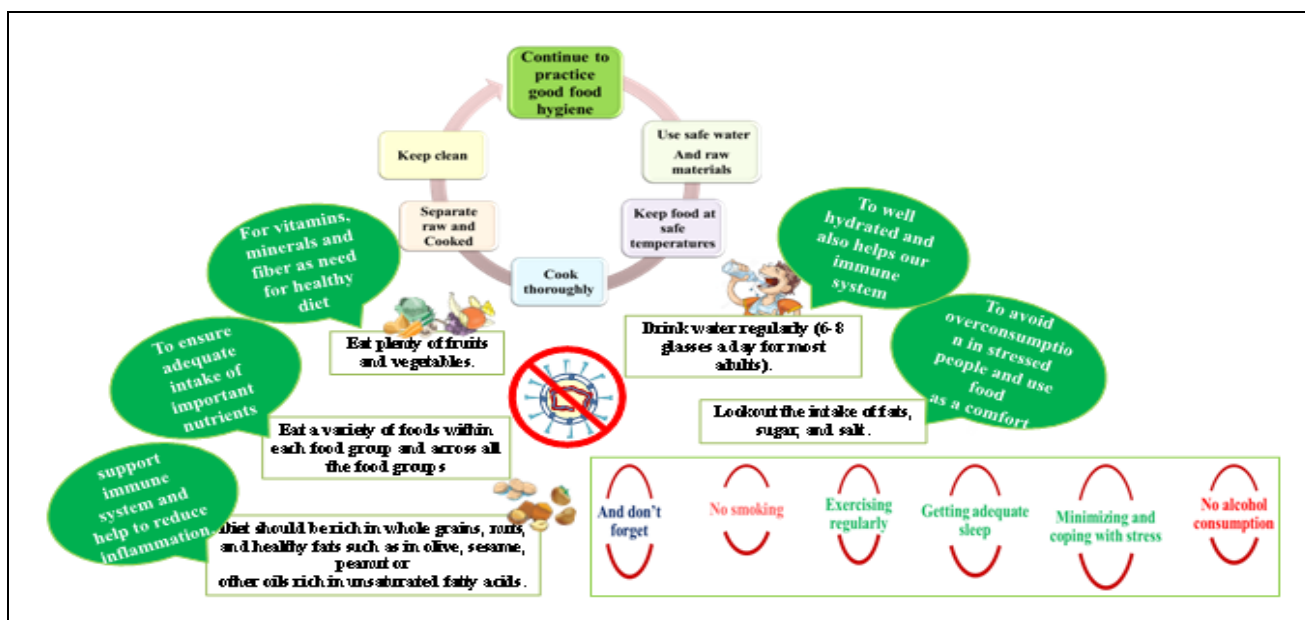 Continue to
practice
good food
hygiene
Use safe water
And raw
materials
Keep food at
safe
temperatures
Cook
thoroughly
Separate
raw and
Cooked
Keep clean
For vitamins,
minerals and
fiber as need
for healthy
diet
Eat plenty of fruits
and vegetables.
To ensure
adequate
intake of
important
nutrients
Eat a variety of foods within
each food group and across all
the food groups
support
immune
system and
help to reduce
inflammation
Diet should be rich in whole grains, nuts,
and healthy fats such as in olive, sesame,
peanut or
other oils rich in unsaturated fatty acids.
To well
hydrated and
also helps our
immune
system
Drink water regularly (6-8
glasses a day for most
adults).
To avoid
overconsumptio
n in stressed
people and use
food
as a comfort
Lookout the intake of fats,
sugar, and salt.
And don't
forget
No smoking
Exercising
regularly
Getting adequate
sleep
Minimizing and
coping with stress
No alcohol
consumption